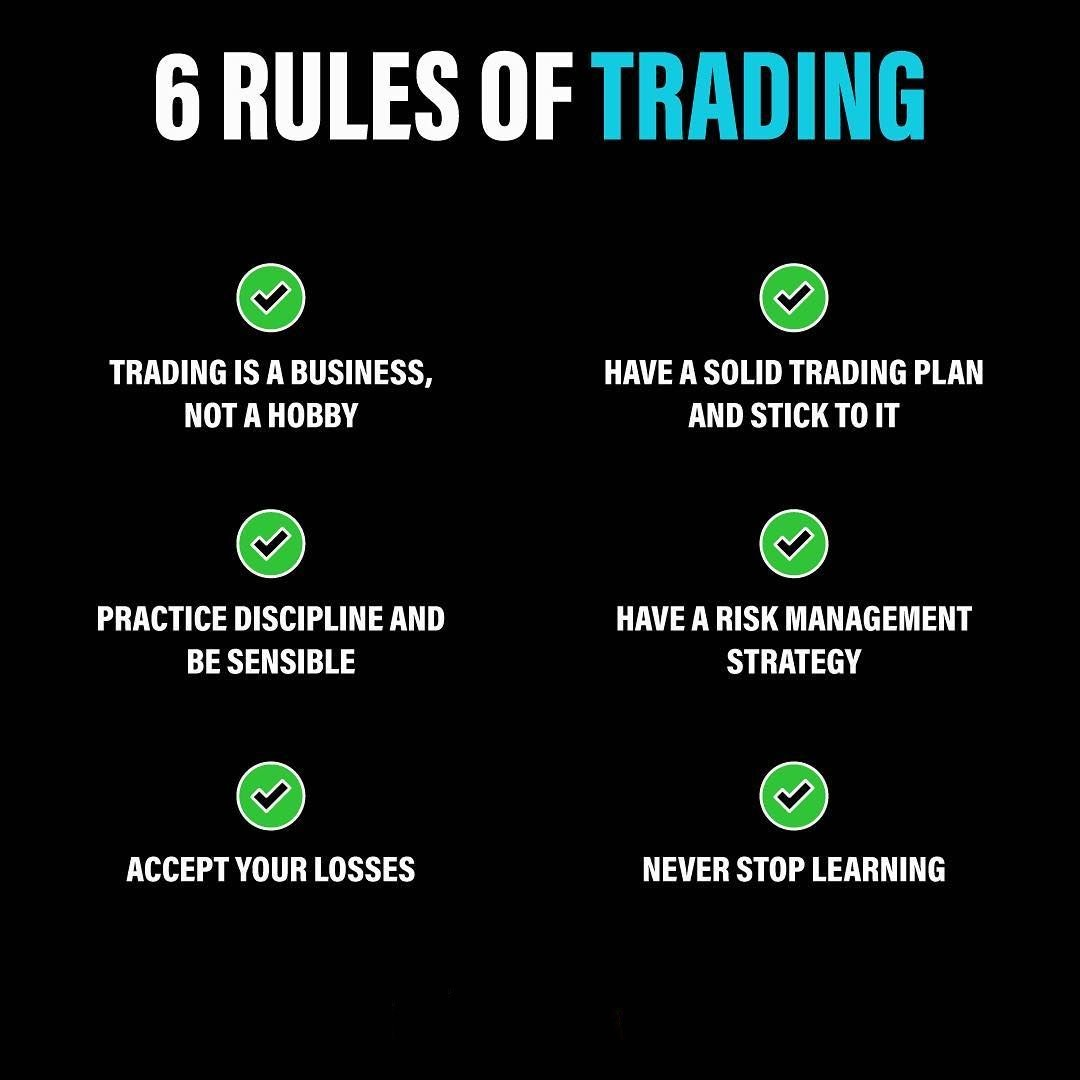 6 RULES OF TRADING
TRADING IS A BUSINESS,
NOT A HOBBY
HAVE A SOLID TRADING PLAN
AND STICK TO IT
PRACTICE DISCIPLINE AND
BE SENSIBLE
HAVE A RISK MANAGEMENT
STRATEGY
ACCEPT YOUR LOSSES
NEVER STOP LEARNING